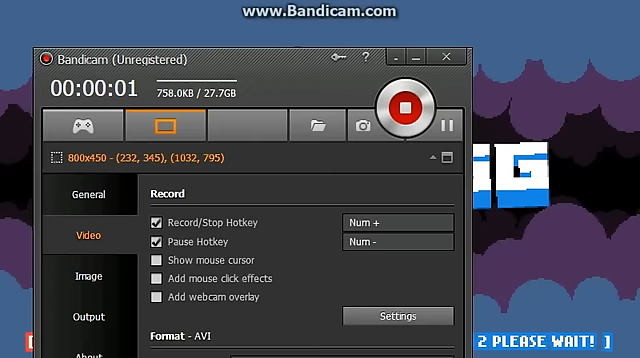 www.Bandicam.com
Bandicam (Unregistered)
?
00:00:01
758.0KB / 27.7GB
800x450 - (232, 345), (1032, 795)
General
Record
Record/Stop Hotkey
Num +
Video
Pause Hotkey
Num -
Show mouse cursor
Image
Add mouse click effects
Add webcam overlay
Output
Settings
Format - AVI
2 PLEASE WAIT! ]
About